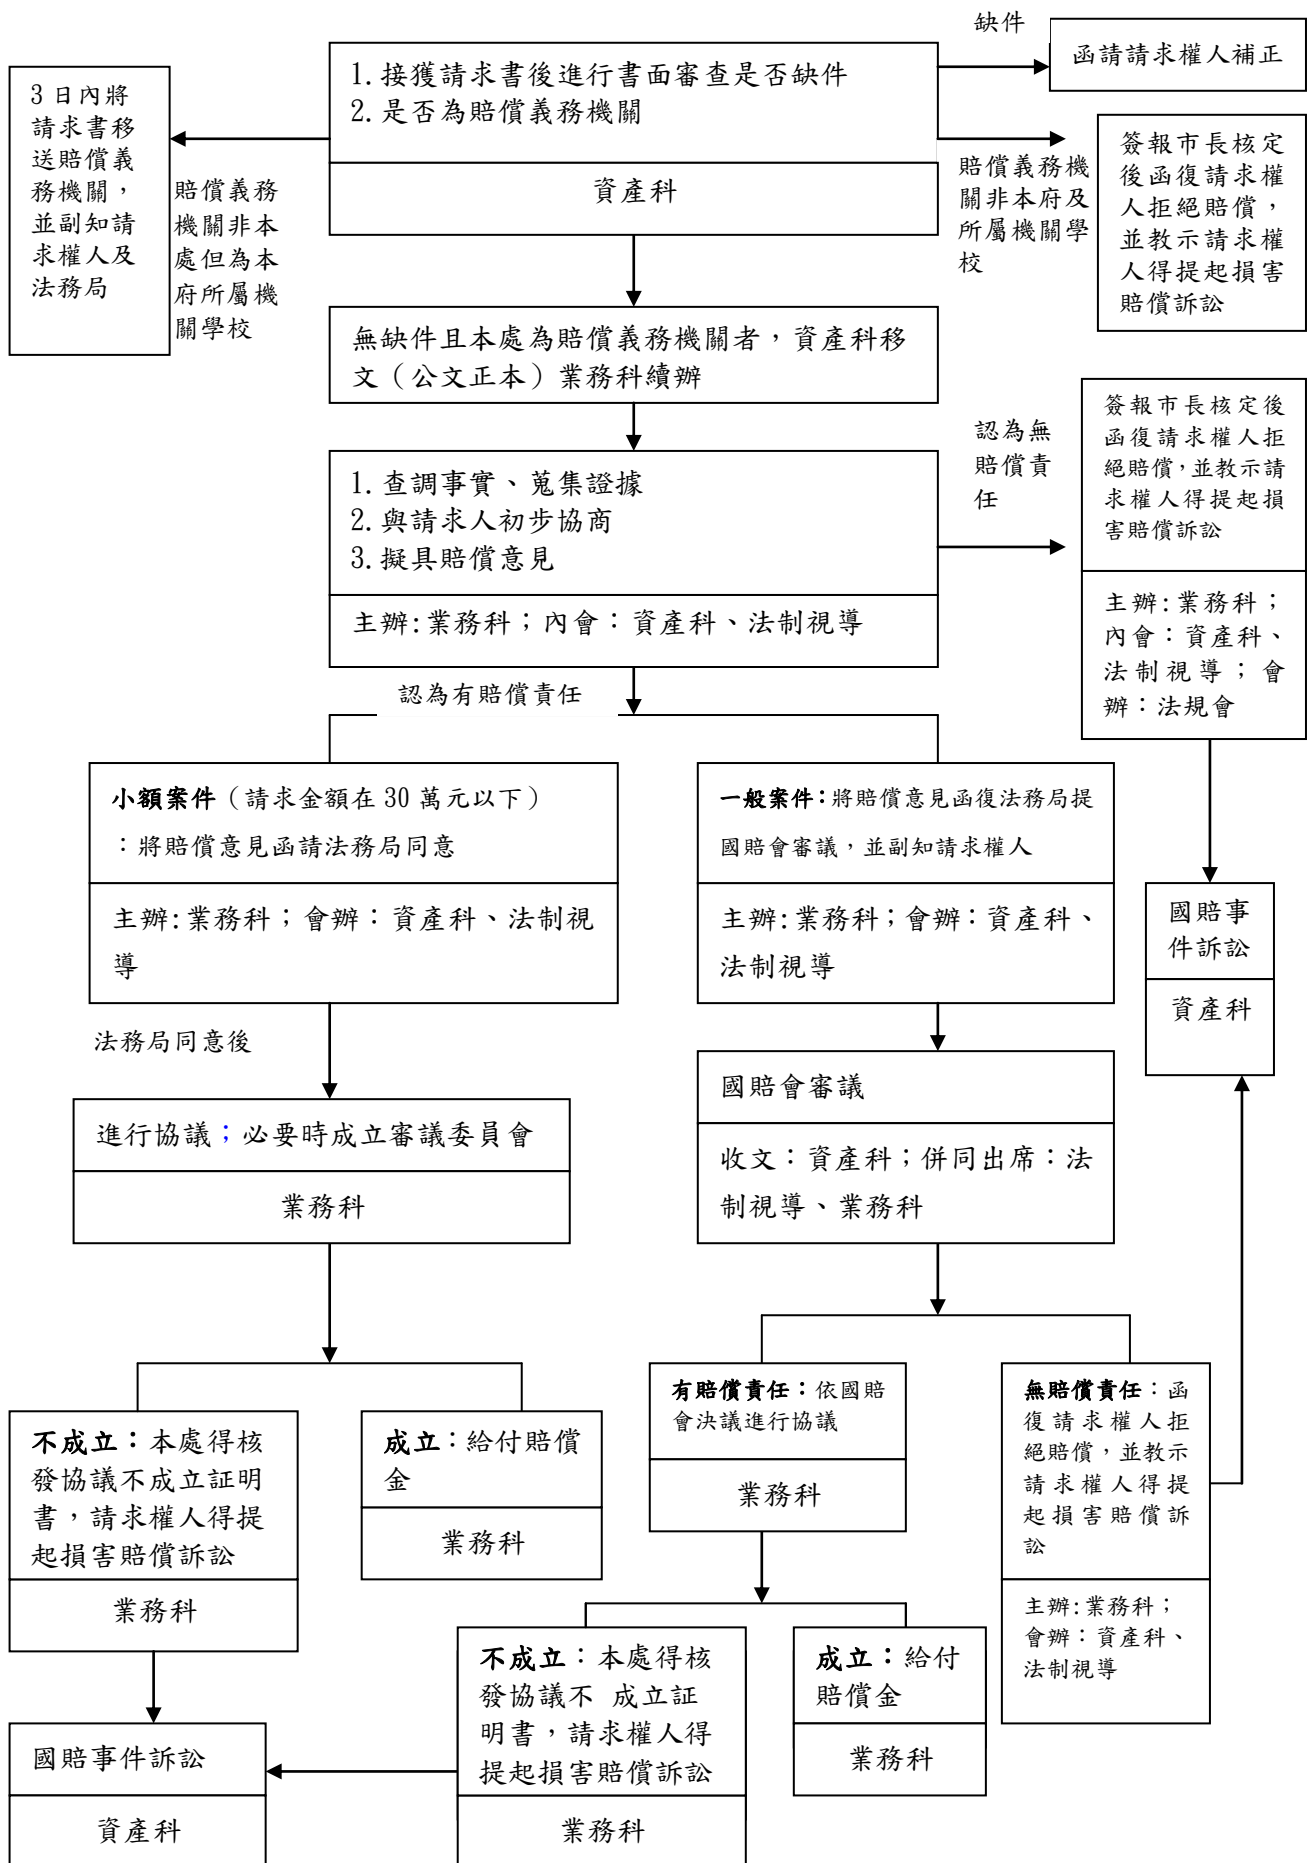 缺件
1.接獲請求書後進行書面審查是否缺件
2.是否為賠償義務機關
資產科
函請請求權人補正
3日內將
請求書移
送賠償義
務機關，
並副知請
求權人及
法務局
賠償義務
機關非本
處但為本
府所屬機
關學校
賠償義務機
關非本府及
所屬機關學
校
簽報市長核定
後函復請求權
人拒絕賠償，
並教示請求權
人得提起損害
賠償訴訟
無缺件且本處為賠償義務機關者，資產科移
文（公文正本）業務科續辦
1.查調事實、蒐集證據
2.與請求人初步協商
3.擬具賠償意見
主辦:業務科；內會：資產科、法制視導
認為無
賠償責
任
簽報市長核定後
函復請求權人拒
絕賠償，並教示請
求權人得提起損
害賠償訴訟
主辦:業務科；
內會：資產科、
法制視導；會
辦：法規會
認為有賠償責任
小額案件（請求金額在30萬元以下）
：將賠償意見函請法務局同意
主辦:業務科；會辦：資產科、法制視
導
一般案件：將賠償意見函復法務局提
國賠會審議，並副知請求權人
主辦:業務科；會辦：資產科、
法制視導
國賠事
件訴訟
資產科
法務局同意後
進行協議；必要時成立審議委員會
業務科
國賠會審議
收文：資產科；併同出席：法
制視導、業務科
不成立：本處得核
發協議不成立証明
書，請求權人得提
起損害賠償訴訟
業務科
成立：給付賠償
金
業務科
有賠償責任：依國賠
會決議進行協議
業務科
無賠償責任：函
復請求權人拒
絕賠償，並教示
請求權人得提
起損害賠償訴
訟
主辦:業務科；
會辦：資產科、
法制視導
不成立：本處得核
發協議不 成立証
明書，請求權人得
提起損害賠償訴訟
業務科
成立：給付
賠償金
業務科
國賠事件訴訟
資產科